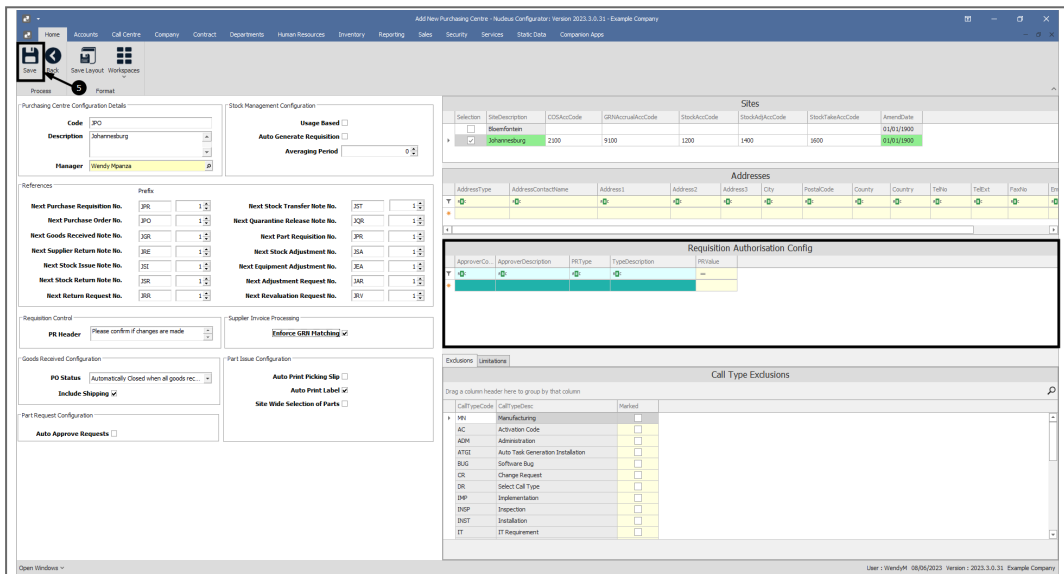 Add New Purchasing Centre - Nucleus Configurator: Version 2023.3.0.31 - Example Company
Home Accounts Call Centre Company Contract Departments Human Resources Inventory Reporting Sales Security Services Static Data Companion Apps
Save Back Save Layout Workspaces
5
Process Format
Purchasing Centre Configuration Details
Code JPO
Description Johannesburg
Manager Wendy Mpanza
Stock Management Configuration
Usage Based
Auto Generate Requisition
Averaging Period 0
References
Prefix
Next Purchase Requisition No. JPR 1
Next Purchase Order No. JPO 1
Next Goods Received Note No. JGR 1
Next Supplier Return Note No. JRE 1
Next Stock Issue Note No. JSI 1
Next Stock Return Note No. JSR 1
Next Return Request No. JRR 1
Next Stock Transfer Note No. JST 1
Next Quarantine Release Note No. JQR 1
Next Part Requisition No. JPR 1
Next Stock Adjustment No. JSA 1
Next Equipment Adjustment No. JEA 1
Next Adjustment Request No. JAR 1
Next Revaluation Request No. JRV 1
Requisition Control
PR Header Please confirm if changes are made
Supplier Invoice Processing
Enforce GRN Matching
Goods Received Configuration
PO Status Automatically Closed when all goods rec...
Include Shipping
Part Issue Configuration
Auto Print Picking Slip
Auto Print Label
Site Wide Selection of Parts
Part Request Configuration
Auto Approve Requests
Sites
Selection SiteDescription COSAccCode GRNAccrualAccCode StockAccCode StockAdjAccCode StockTakeAccCode AmendDate
Bloemfontein 01/01/1900
Johannesburg 2100 9100 1200 1400 1600 01/01/1900
Addresses
AddressType AddressContactName Address1 Address2 Address3 City PostalCode County Country TelNo TelExt FaxNo Em
Requisition Authorisation Config
ApproverCo... ApproverDescription PRType TypeDescription PRValue
=
Exclusions Limitations
Call Type Exclusions
Drag a column header here to group by that column
CallTypeCode CallTypeDesc Marked
MN Manufacturing
AC Activation Code
ADM Administration
ATGI Auto Task Generation Installation
BUG Software Bug
CR Change Request
DR Select Call Type
IMP Implementation
INSP Inspection
INST Installation
IT IT Requirement
Open Windows
User : WendyM 08/06/2023 Version : 2023.3.0.31 Example Company